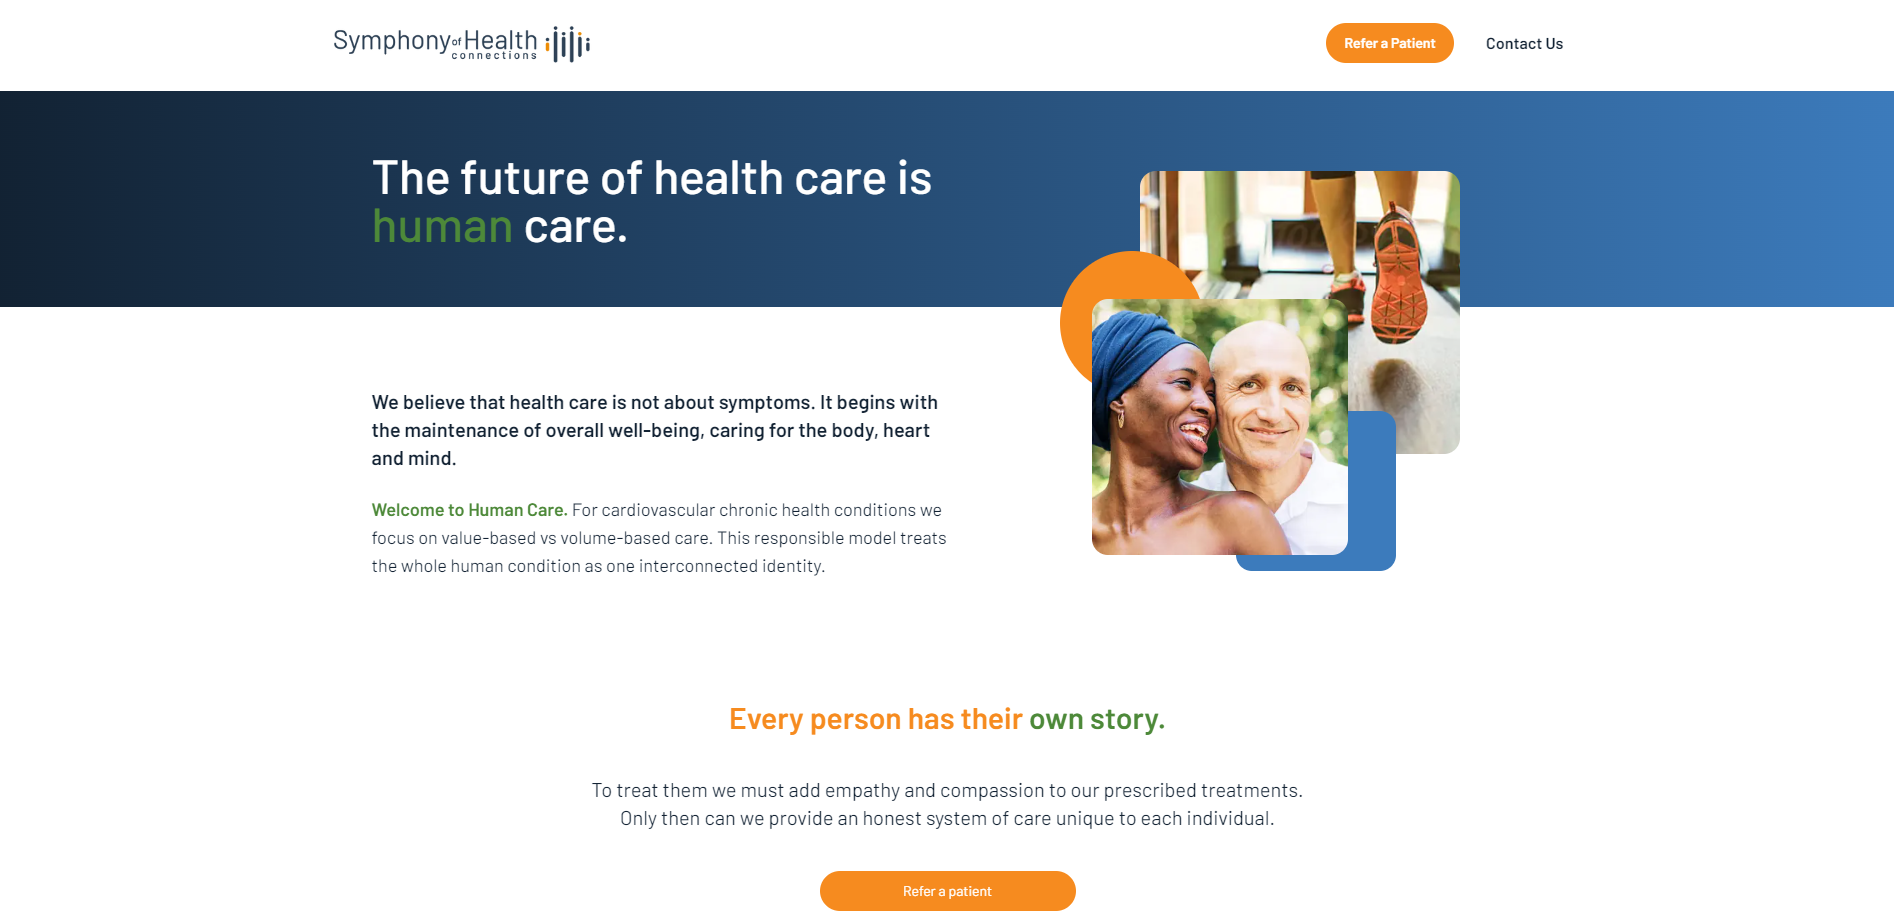 Symphony of Health
connections
Refer a Patient
Contact Us
The future of health care is
human care.
We believe that health care is not about symptoms. It begins with
the maintenance of overall well-being, caring for the body, heart
and mind.
Welcome to Human Care. For cardiovascular chronic health conditions we
focus on value-based vs volume-based care. This responsible model treats
the whole human condition as one interconnected identity.
Every person has their own story.
To treat them we must add empathy and compassion to our prescribed treatments.
Only then can we provide an honest system of care unique to each individual.
Refer a patient